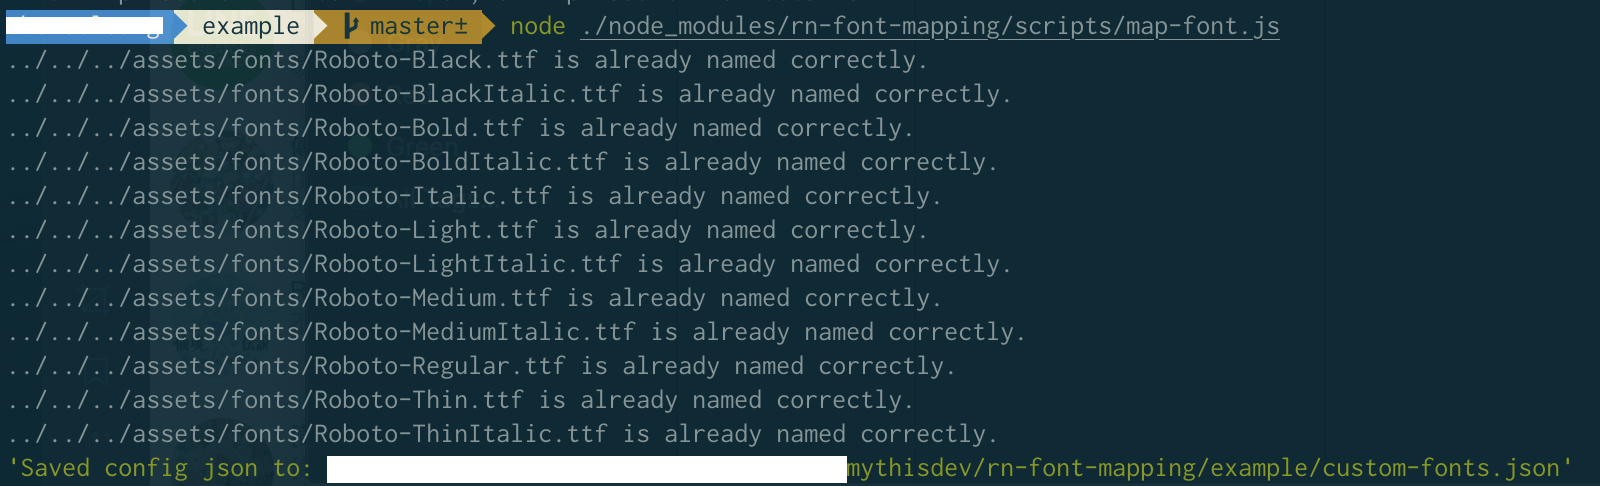 example master± node ./node_modules/rn-font-mapping/scripts/map-font.js
../../../assets/fonts/Roboto-Black.ttf is already named correctly.
../../../assets/fonts/Roboto-BlackItalic.ttf is already named correctly.
../../../assets/fonts/Roboto-Bold.ttf is already named correctly.
../../../assets/fonts/Roboto-BoldItalic.ttf is already named correctly.
../../../assets/fonts/Roboto-Italic.ttf is already named correctly.
../../../assets/fonts/Roboto-Light.ttf is already named correctly.
../../../assets/fonts/Roboto-LightItalic.ttf is already named correctly.
../../../assets/fonts/Roboto-Medium.ttf is already named correctly.
../../../assets/fonts/Roboto-MediumItalic.ttf is already named correctly.
../../../assets/fonts/Roboto-Regular.ttf is already named correctly.
../../../assets/fonts/Roboto-Thin.ttf is already named correctly.
../../../assets/fonts/Roboto-ThinItalic.ttf is already named correctly.
'Saved config json to: mythisdev/rn-font-mapping/example/custom-fonts.json'